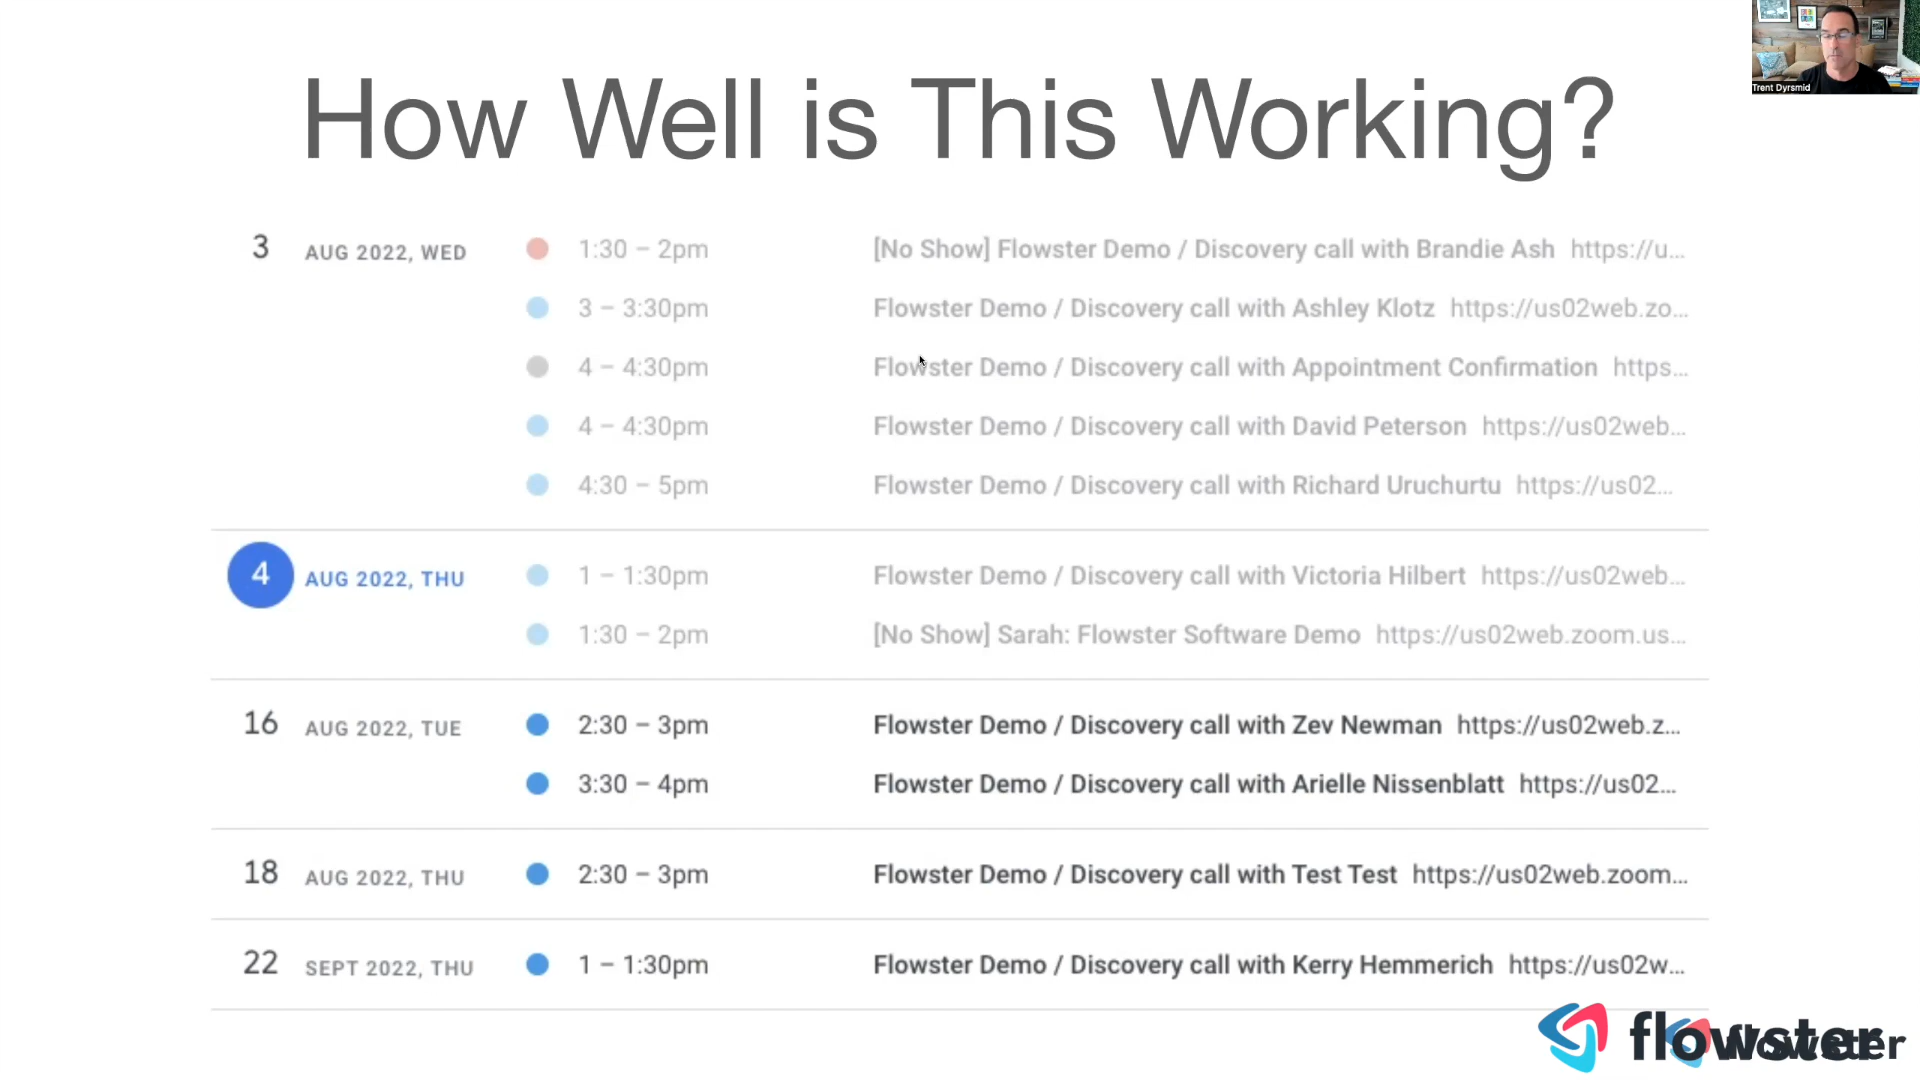 How Well is This Working?
Trent Dyrsmid
3 AUG 2022, WED 1:30 – 2pm [No Show] Flowster Demo / Discovery call with Brandie Ash https://u...
3 – 3:30pm Flowster Demo / Discovery call with Ashley Klotz https://us02web.zo...
4 – 4:30pm Flowster Demo / Discovery call with Appointment Confirmation https...
4 – 4:30pm Flowster Demo / Discovery call with David Peterson https://us02web...
4:30 – 5pm Flowster Demo / Discovery call with Richard Uruchurtu https://us02...
4 AUG 2022, THU 1 – 1:30pm Flowster Demo / Discovery call with Victoria Hilbert https://us02web...
1:30 – 2pm [No Show] Sarah: Flowster Software Demo https://us02web.zoom.us...
16 AUG 2022, TUE 2:30 – 3pm Flowster Demo / Discovery call with Zev Newman https://us02web.z...
3:30 – 4pm Flowster Demo / Discovery call with Arielle Nissenblatt https://us02...
18 AUG 2022, THU 2:30 – 3pm Flowster Demo / Discovery call with Test Test https://us02web.zoom...
22 SEPT 2022, THU 1 – 1:30pm Flowster Demo / Discovery call with Kerry Hemmerich https://us02w...
flowster
flowster